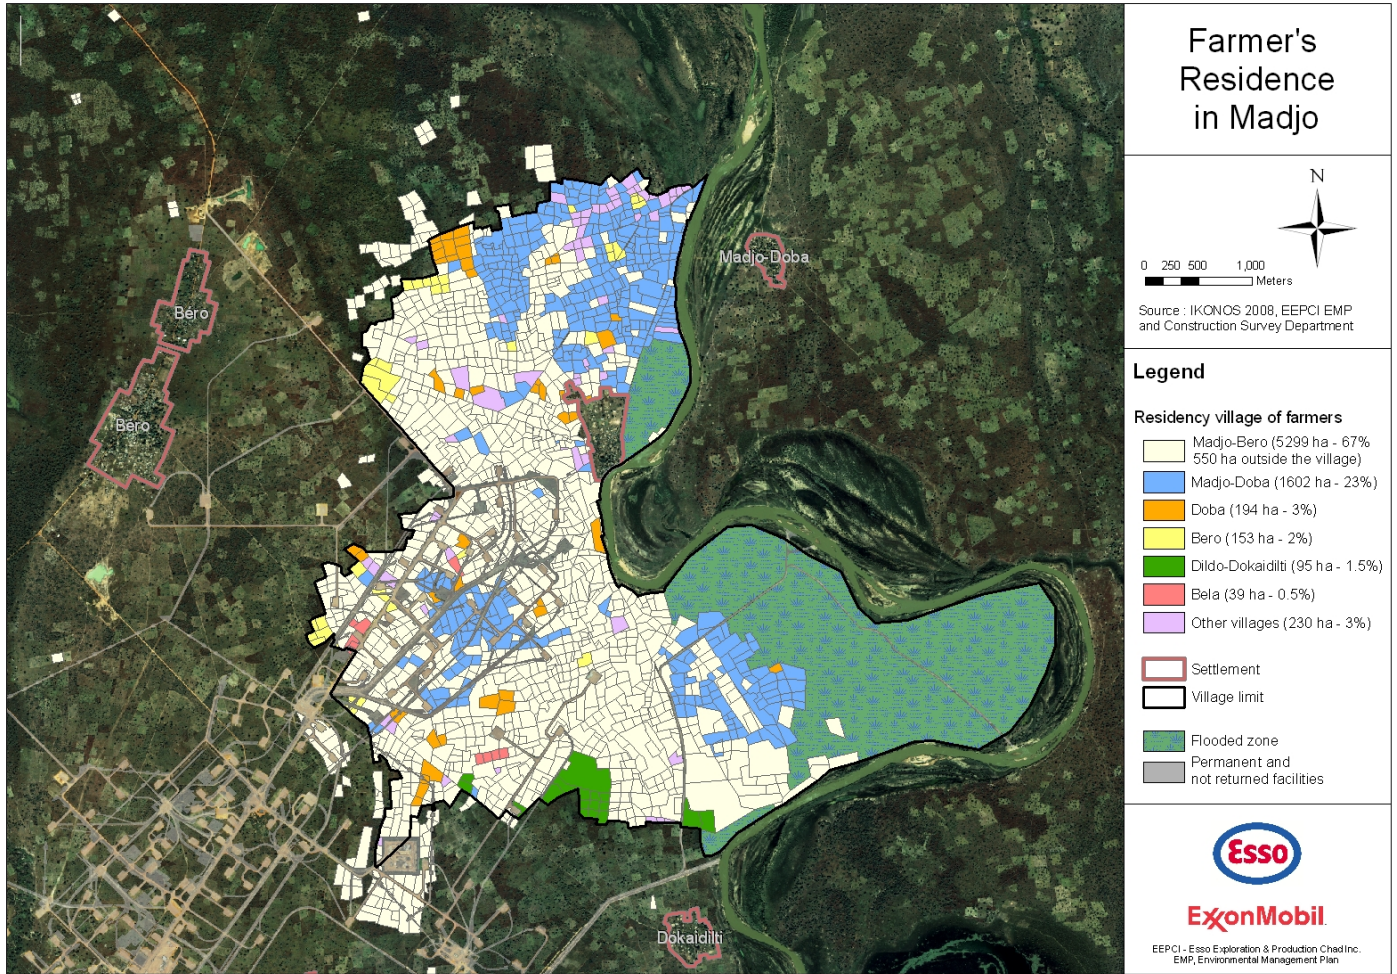 Farmer's
Residence
in Madjo
N
0 250 500 1,000
Meters
Source : IKONOS 2008, EEPCI EMP
and Construction Survey Department
Legend
Residency village of farmers
Madjo-Bero (5299 ha - 67%
550 ha outside the village)
Madjo-Doba (1602 ha - 23%)
Doba (194 ha - 3%)
Bero (153 ha - 2%)
Dildo-Dokaidilti (95 ha - 1.5%)
Bela (39 ha - 0.5%)
Other villages (230 ha - 3%)
Settlement
Village limit
Flooded zone
Permanent and
not returned facilities
Esso
ExxonMobil
EEPCI - Esso Exploration & Production Chad Inc.
EMP, Environmental Management Plan
Madjo-Doba
Béro
Béro
Dokaidilti